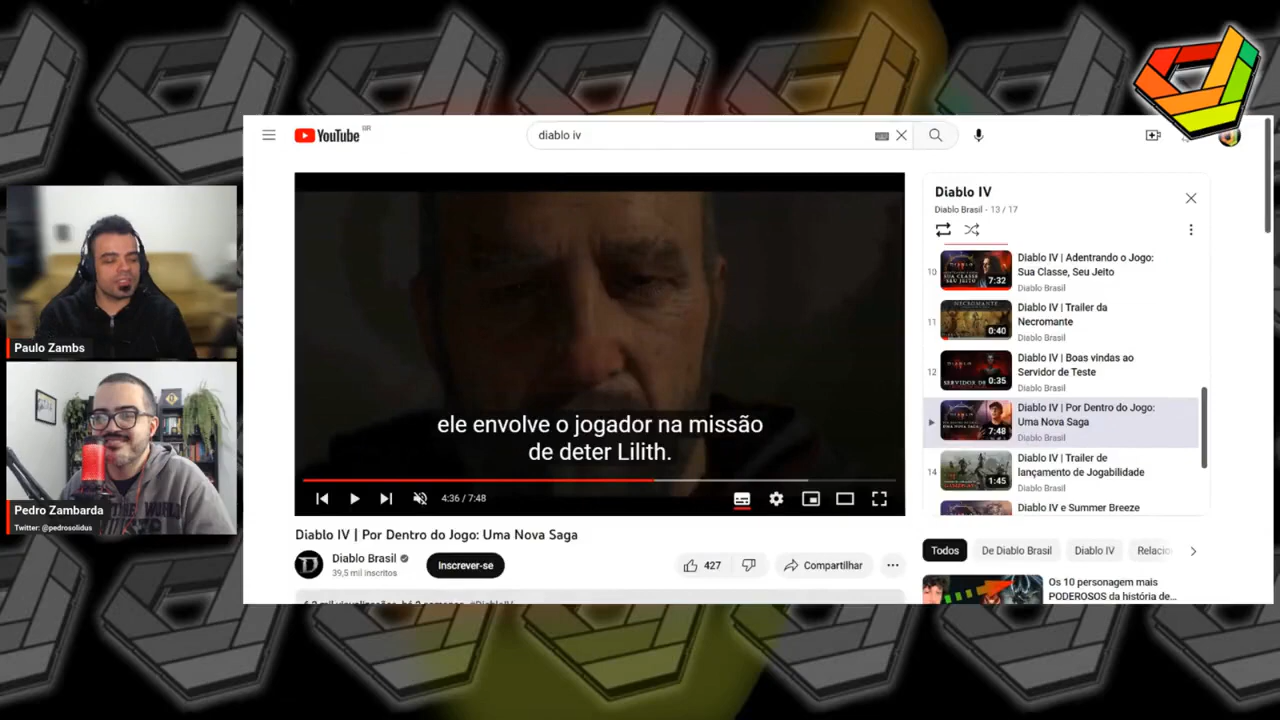 YouTube BR
diablo iv
Paulo Zambs
Pedro Zambarda
Twitter: @pedrosolidus
ele envolve o jogador na missão
de deter Lilith.
4:36 / 7:48
Diablo IV | Por Dentro do Jogo: Uma Nova Saga
Diablo Brasil
39,5 mil inscritos
Inscrever-se
427
Compartilhar
Diablo IV
Diablo Brasil - 13 / 17
10
SUA CLASSE
SEU JEITO
7:32
Diablo IV | Adentrando o Jogo:
Sua Classe, Seu Jeito
Diablo Brasil
11
NECROMANTE
0:40
Diablo IV | Trailer da
Necromante
Diablo Brasil
12
0:35
Diablo IV | Boas vindas ao
Servidor de Teste
Diablo Brasil
7:48
Diablo IV | Por Dentro do Jogo:
Uma Nova Saga
Diablo Brasil
14
1:45
Diablo IV | Trailer de
lançamento de Jogabilidade
Diablo Brasil
Diablo IV e Summer Breeze
Todos
De Diablo Brasil
Diablo IV
Relacio
Os 10 personagem mais
PODEROSOS da história de...